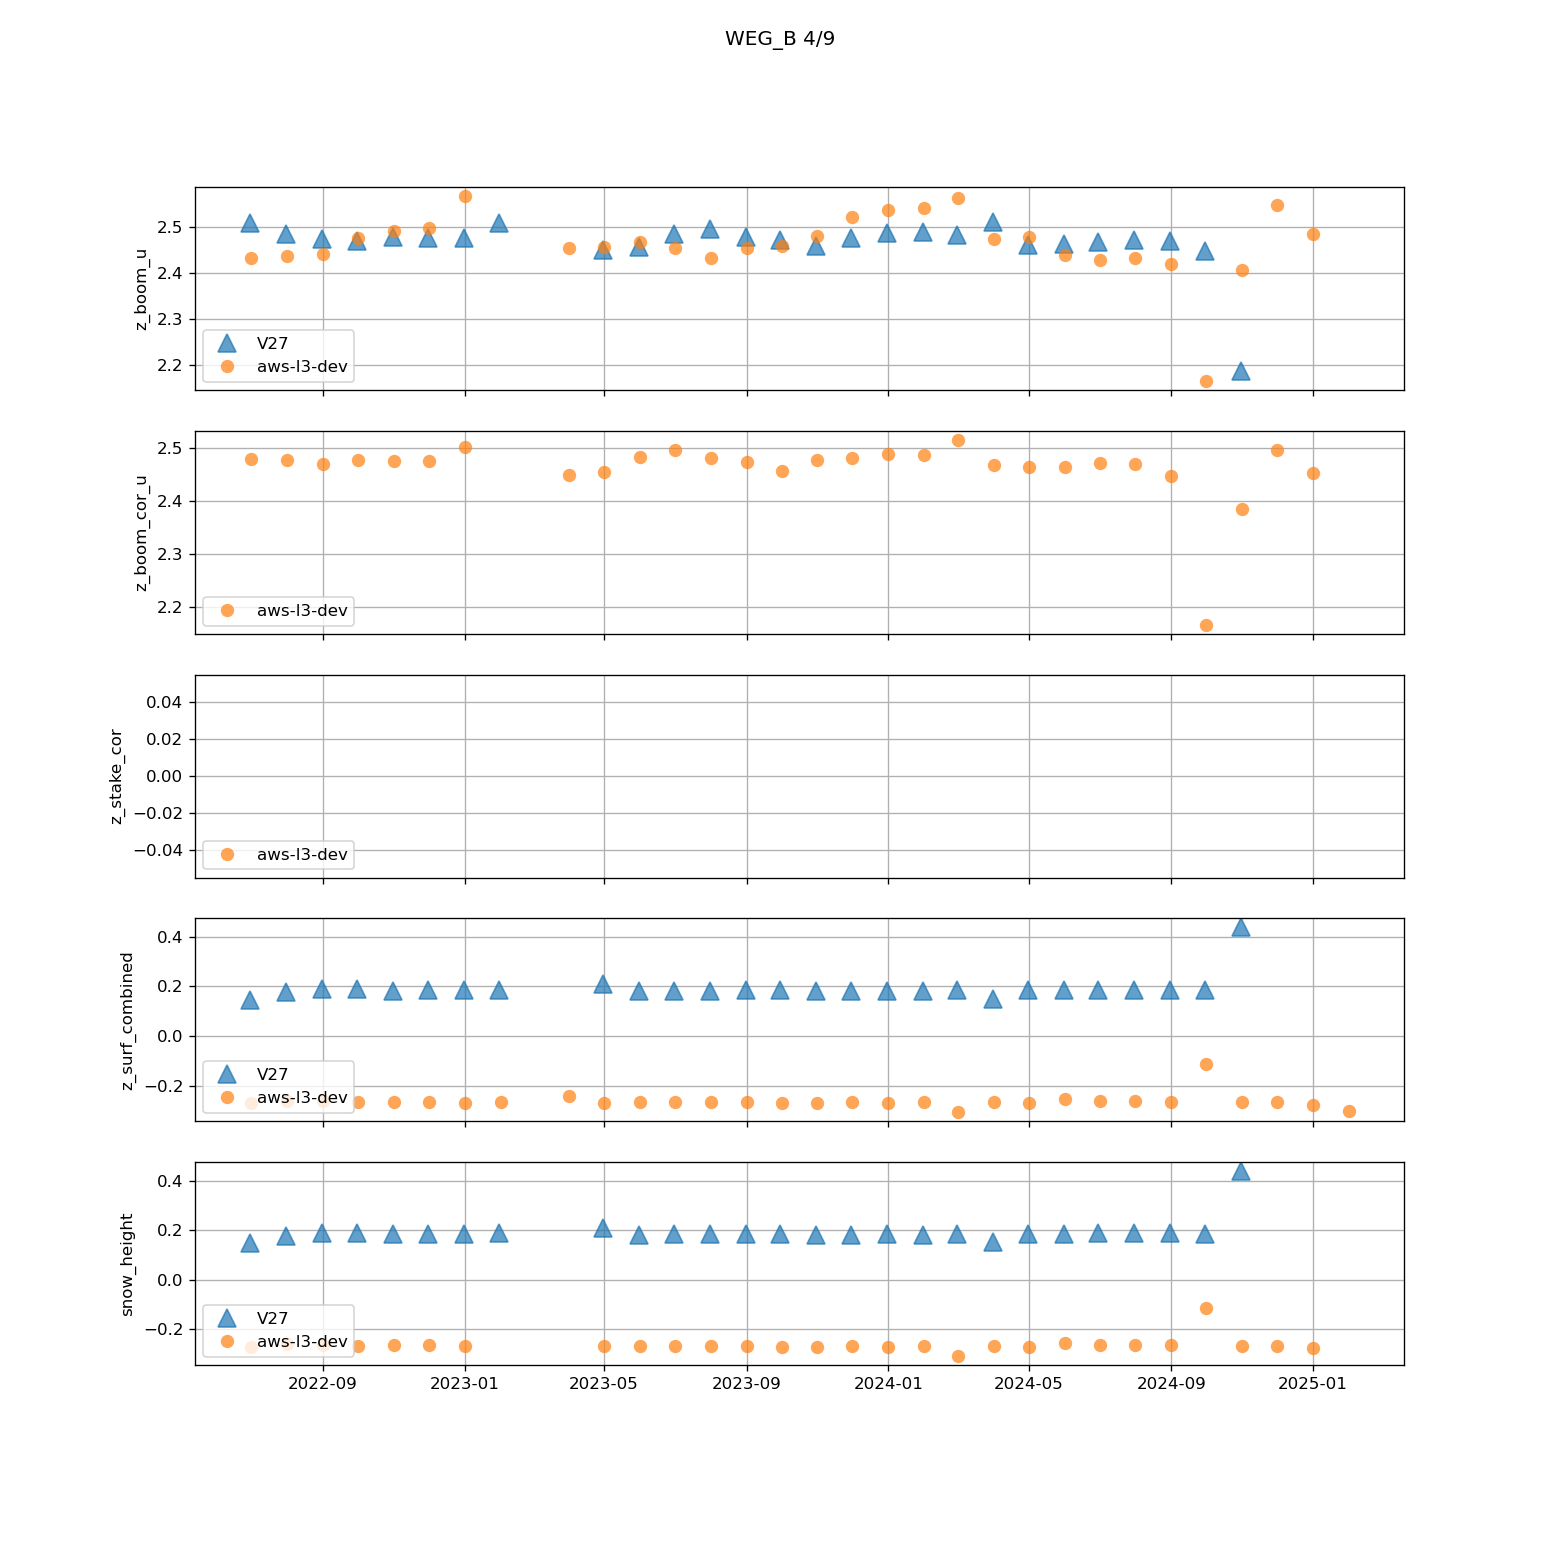 WEG_B 4/9
z_boom_u
2.5
2.4
2.3
2.2
V27
aws-l3-dev
z_boom_cor_u
2.5
2.4
2.3
2.2
aws-l3-dev
z_stake_cor
0.04
0.02
0.00
−0.02
−0.04
aws-l3-dev
z_surf_combined
0.4
0.2
0.0
−0.2
V27
aws-l3-dev
snow_height
0.4
0.2
0.0
−0.2
V27
aws-l3-dev
2022-09 2023-01 2023-05 2023-09 2024-01 2024-05 2024-09 2025-01